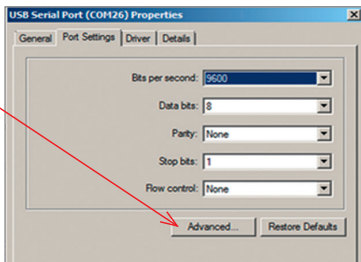 USB Serial Port (COM26) Properties
General Port Settings Driver Details
Bits per second: 9600
Data bits: 8
Parity: None
Stop bits: 1
Flow control: None
Advanced... Restore Defaults